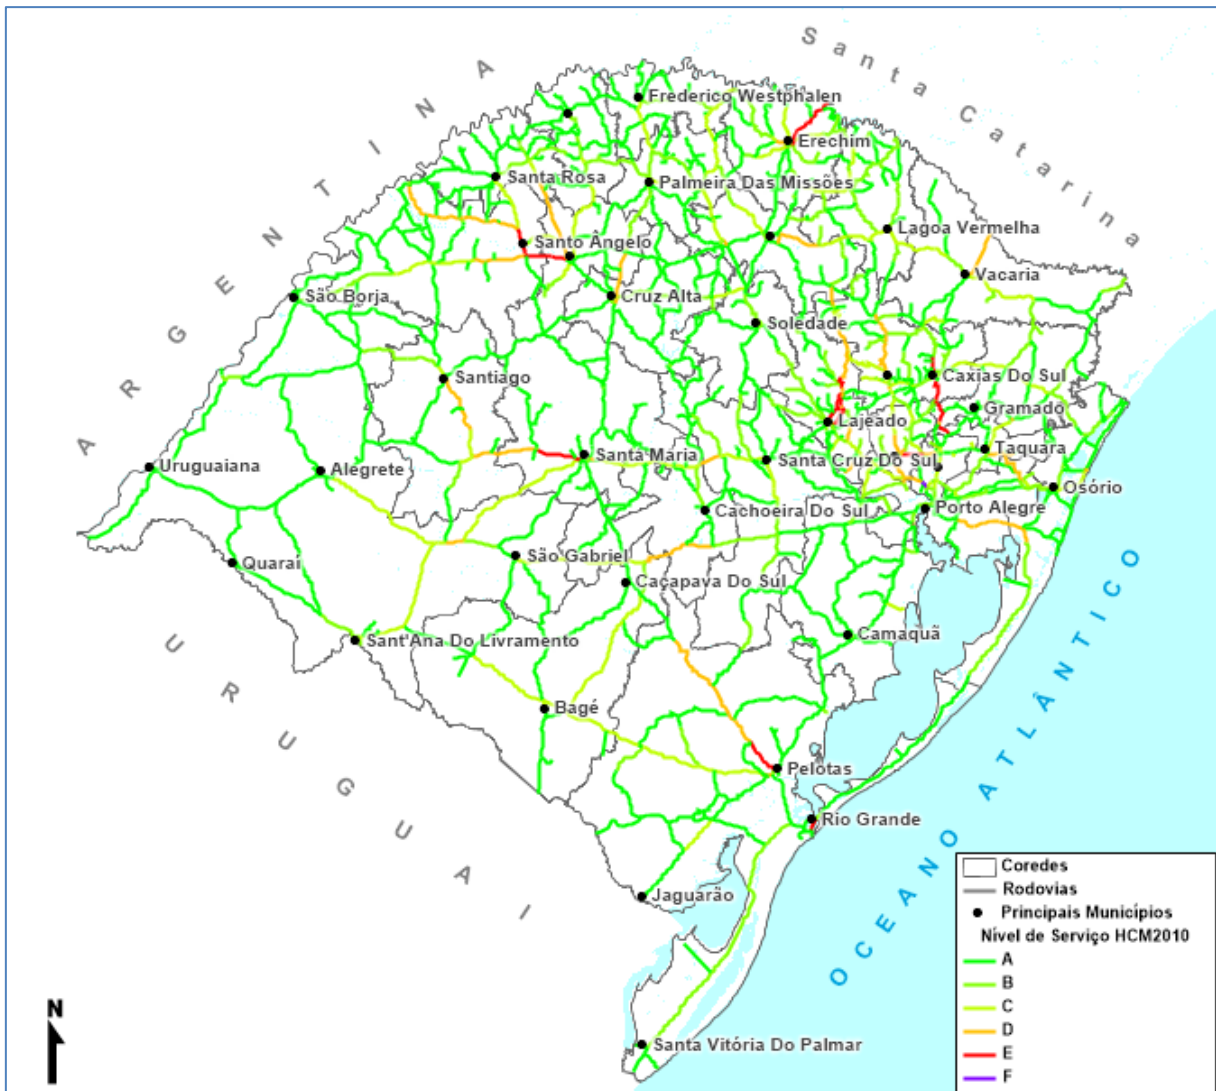 Santa Catarina
ARGENTINA
Frederico Westphalen
Erechim
Santa Rosa
Palmeira Das Missões
Santo Ângelo
Lagoa Vermelha
Vacaria
São Borja
Cruz Alta
Soledade
Santiago
Caxias Do Sul
Gramado
Lajeado
Santa Maria
Santa Cruz Do Sul
Taquara
Uruguaiana
Alegrete
Osório
Cachoeira Do Sul
Porto Alegre
Quaraí
São Gabriel
Caçapava Do Sul
Sant'Ana Do Livramento
Camaquã
URUGUAI
Bagé
Pelotas
Rio Grande
OCEANO ATLÂNTICO
Jaguarão
Santa Vitória Do Palmar
N
Coredes
Rodovias
Principais Municípios
Nível de Serviço HCM2010
A
B
C
D
E
F